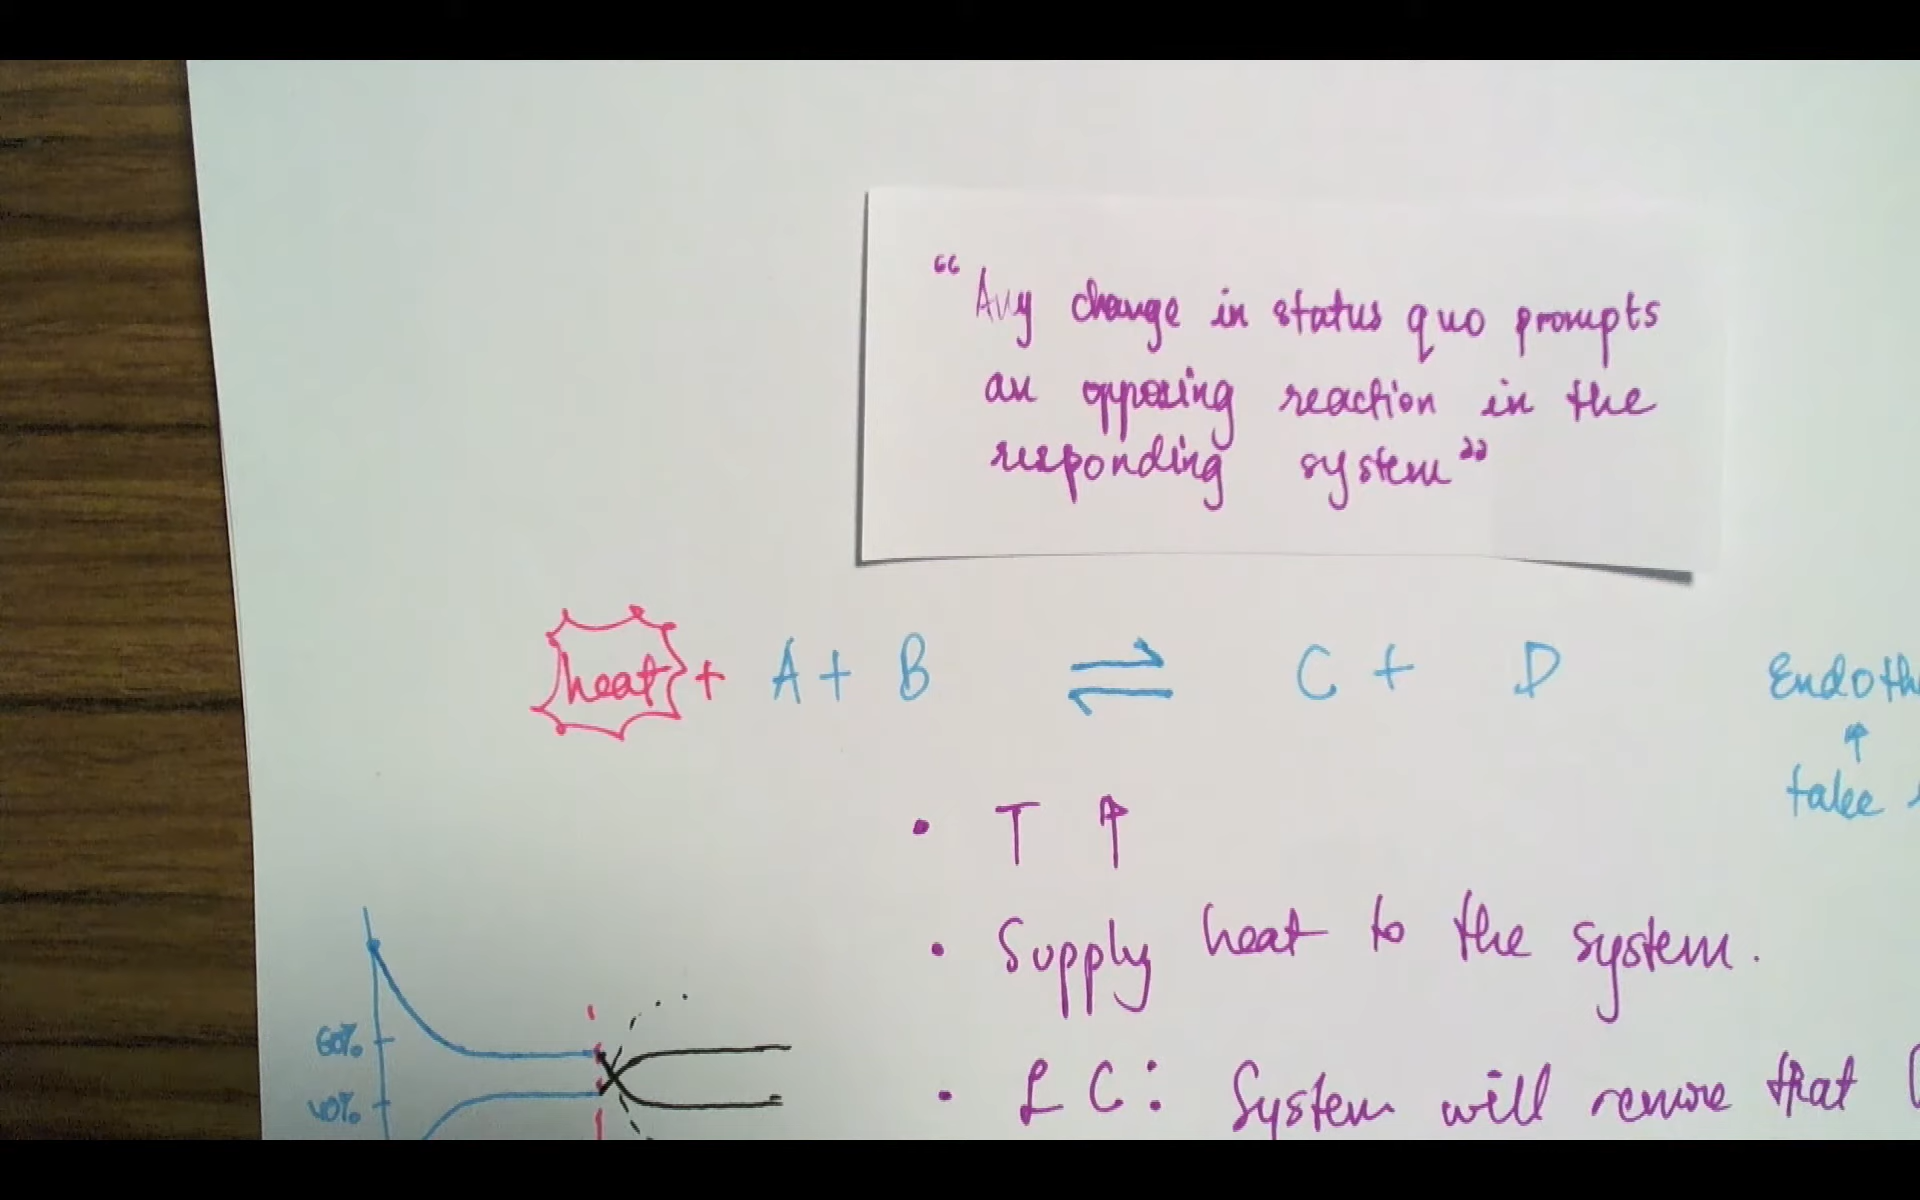 “Any change in status quo prompts
an opposing reaction in the
responding system”
heat + A + B ⇌ C + D
↑
take
• T ↑
• Supply heat to the system.
• LC: System will remove that
60%
40%